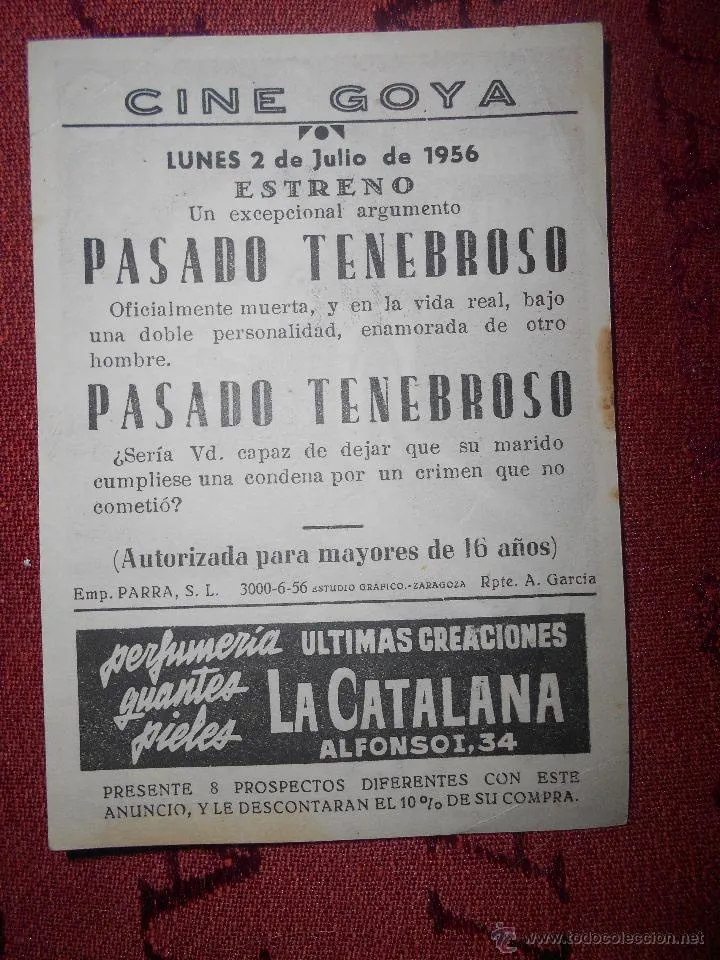 CINE GOYA
LUNES 2 de Julio de 1956
ESTRENO
Un excepcional argumento
PASADO TENEBROSO
Oficialmente muerta, y en la vida real, bajo
una doble personalidad, enamorada de otro
hombre.
PASADO TENEBROSO
¿Sería Vd. capaz de dejar que su marido
cumpliese una condena por un crimen que no
cometió?
(Autorizada para mayores de 16 años)
Emp. PARRA, S. L. 3000-6-56 ESTUDIO GRAFICO.-ZARAGOZA Rpte. A. Garcia
perfumería
guantes
pieles
ULTIMAS CREACIONES
LA CATALANA
ALFONSO I, 34
PRESENTE 8 PROSPECTOS DIFERENTES CON ESTE
ANUNCIO, Y LE DESCONTARAN EL 10 % DE SU COMPRA.
© todocoleccion
www.todocoleccion.net